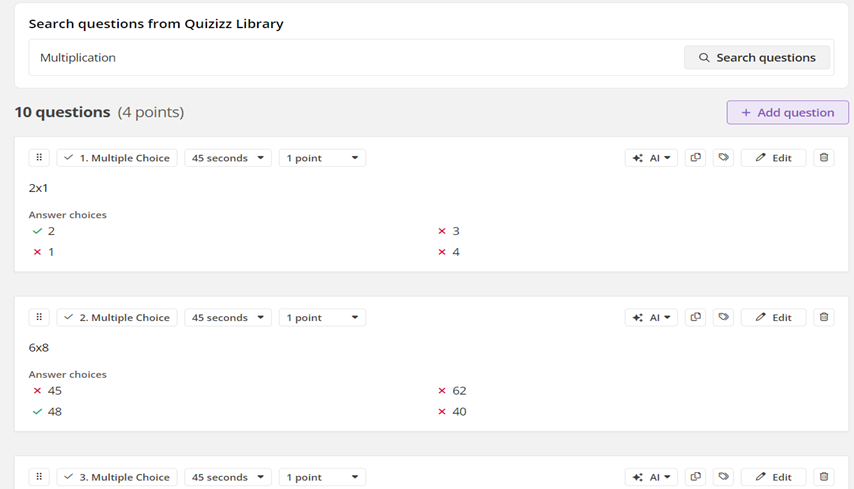 Search questions from Quizizz Library
Multiplication
Search questions
10 questions (4 points)
+ Add question
1. Multiple Choice 45 seconds 1 point AI Edit
2x1
Answer choices
2 3
1 4
2. Multiple Choice 45 seconds 1 point AI Edit
6x8
Answer choices
45 62
48 40
3. Multiple Choice 45 seconds 1 point AI Edit